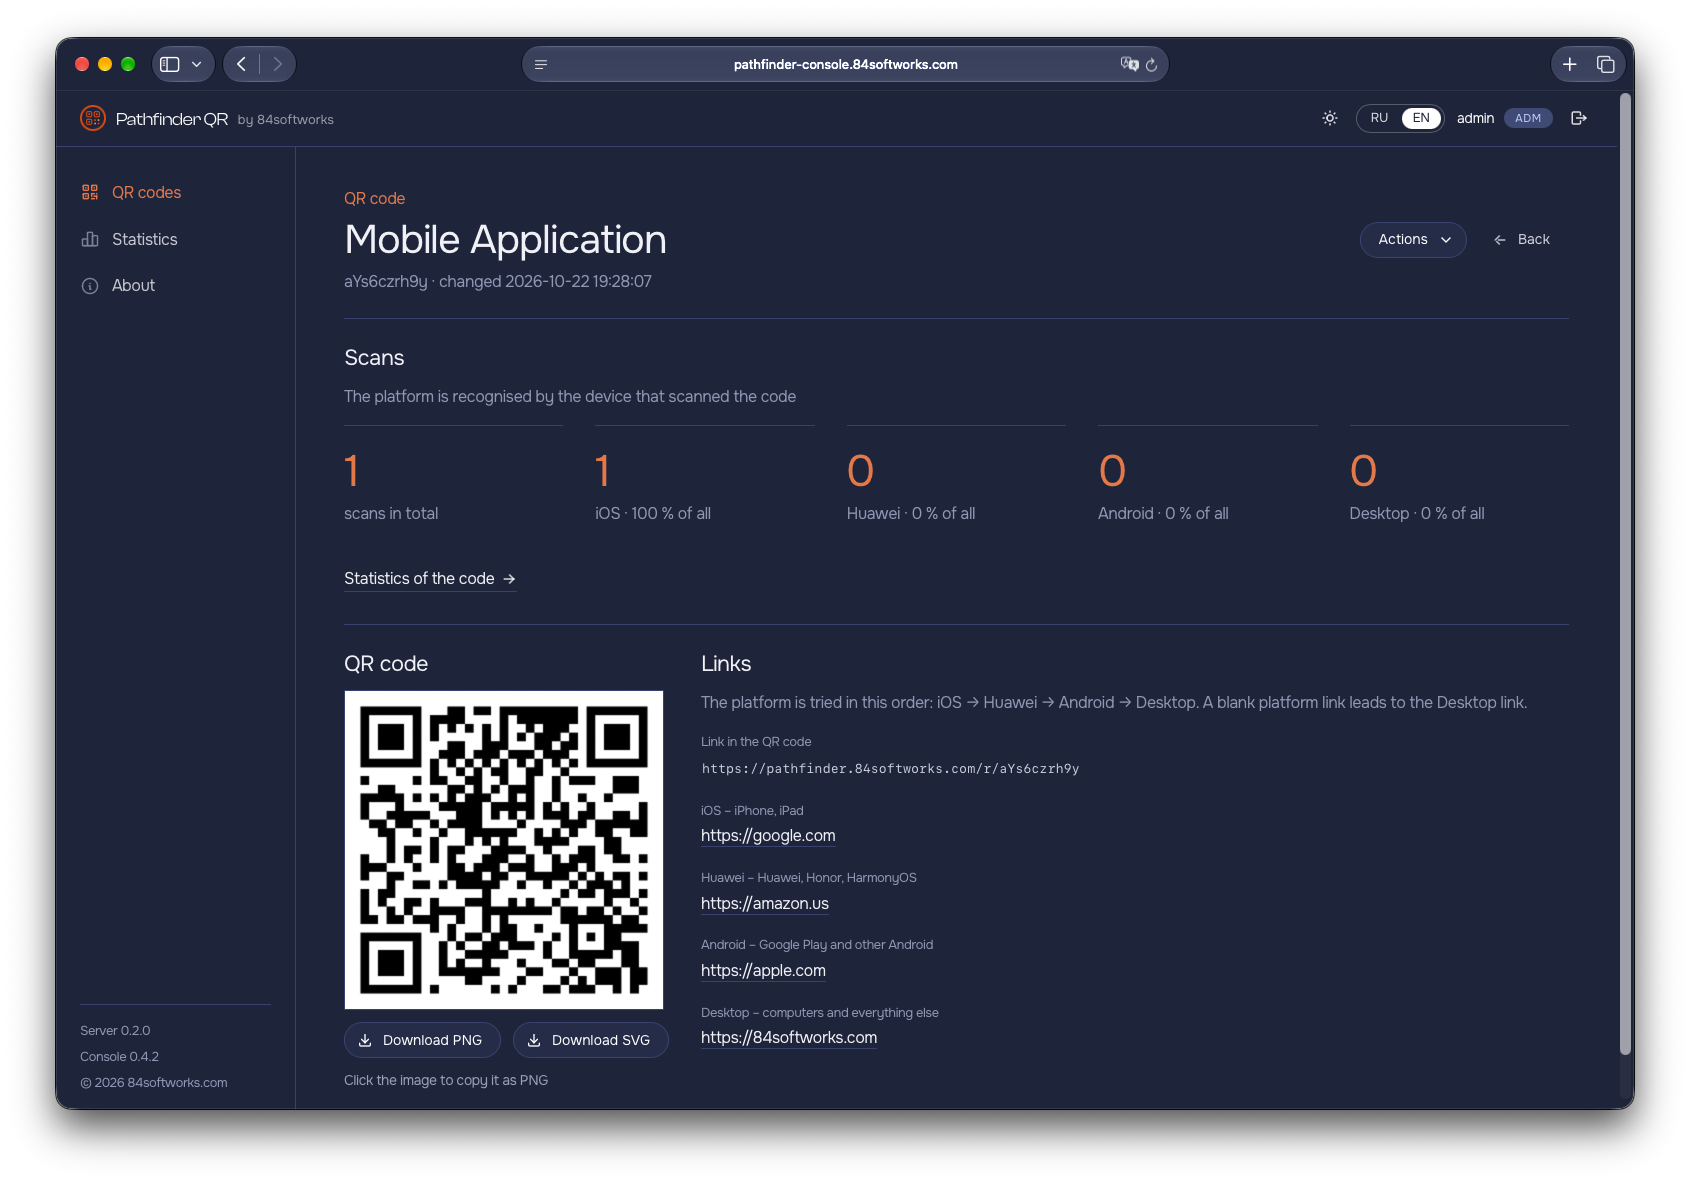 pathfinder-console.84softworks.com
Pathfinder QR by 84softworks
RU EN admin ADM
QR codes
Statistics
About
QR code
Mobile Application
Actions
Back
aYs6czrh9y · changed 2026-10-22 19:28:07
Scans
The platform is recognised by the device that scanned the code
1
scans in total
1
iOS · 100 % of all
0
Huawei · 0 % of all
0
Android · 0 % of all
0
Desktop · 0 % of all
Statistics of the code →
QR code
Download PNG
Download SVG
Click the image to copy it as PNG
Links
The platform is tried in this order: iOS → Huawei → Android → Desktop. A blank platform link leads to the Desktop link.
Link in the QR code
https://pathfinder.84softworks.com/r/aYs6czrh9y
iOS – iPhone, iPad
https://google.com
Huawei – Huawei, Honor, HarmonyOS
https://amazon.us
Android – Google Play and other Android
https://apple.com
Desktop – computers and everything else
https://84softworks.com
Server 0.2.0
Console 0.4.2
© 2026 84softworks.com